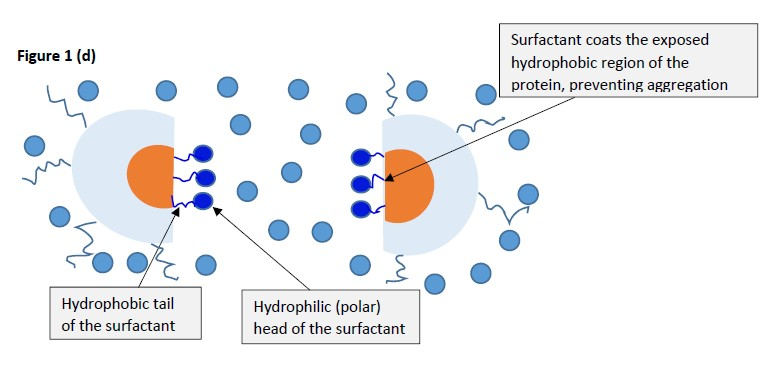 Figure 1 (d)
Surfactant coats the exposed
hydrophobic region of the
protein, preventing aggregation
Hydrophobic tail
of the surfactant
Hydrophilic (polar)
head of the surfactant